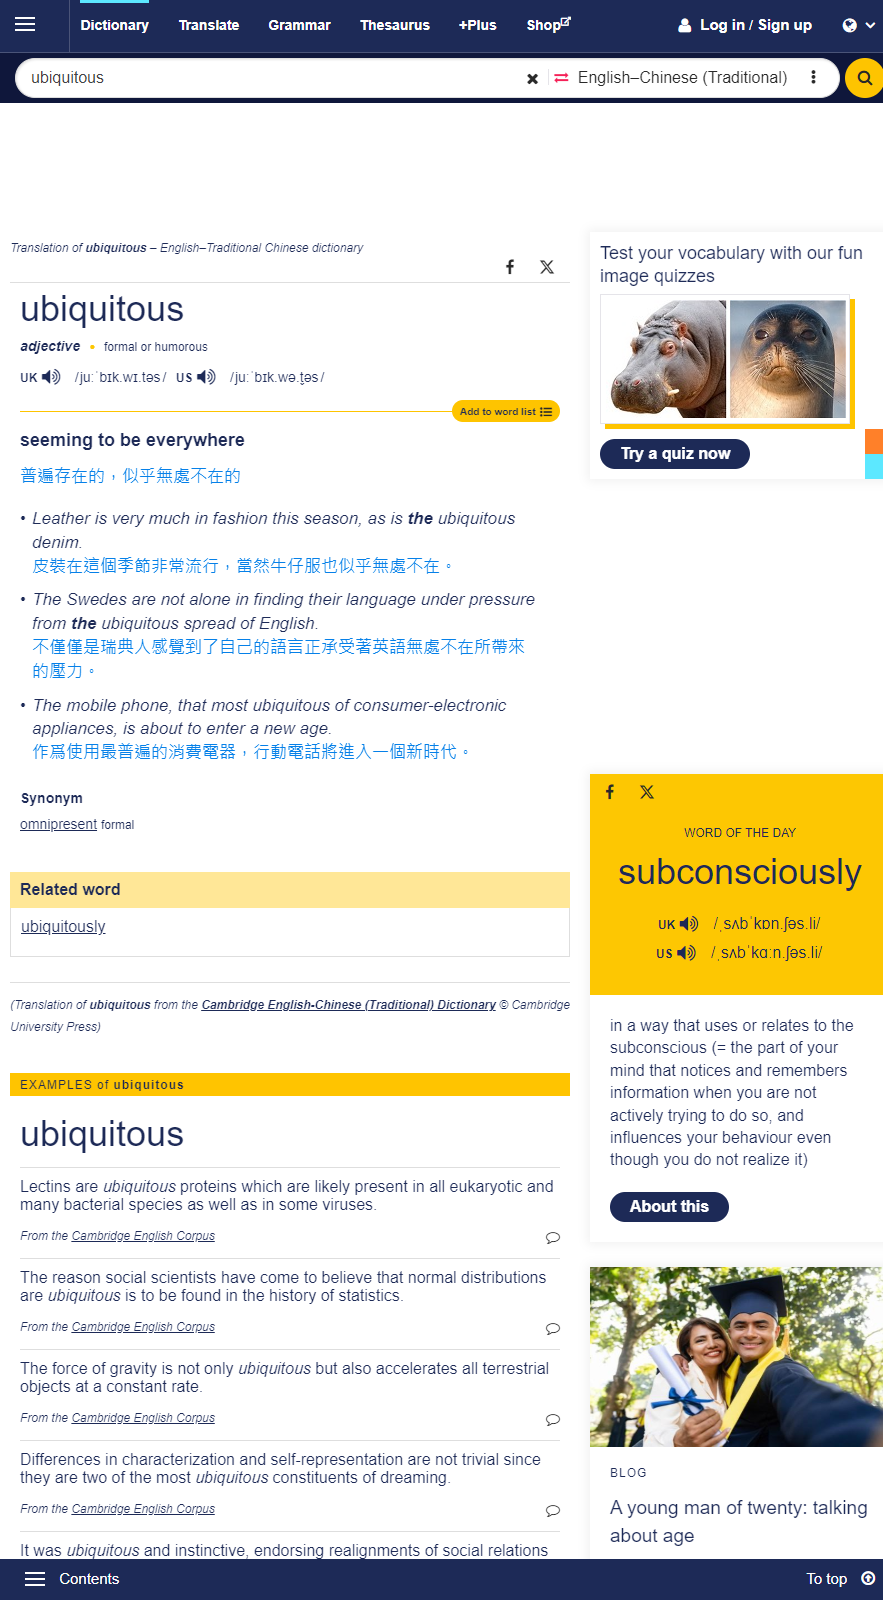 Dictionary Translate Grammar Thesaurus +Plus Shop Log in / Sign up
ubiquitous English–Chinese (Traditional)
Translation of ubiquitous – English–Traditional Chinese dictionary
ubiquitous
adjective • formal or humorous
UK /juːˈbɪk.wɪ.təs/ US /juːˈbɪk.wə.t̬əs/
Add to word list
seeming to be everywhere
普遍存在的，似乎無處不在的
• Leather is very much in fashion this season, as is the ubiquitous
denim.
皮裝在這個季節非常流行，當然牛仔服也似乎無處不在。
• The Swedes are not alone in finding their language under pressure
from the ubiquitous spread of English.
不僅僅是瑞典人感覺到了自己的語言正承受著英語無處不在所帶來
的壓力。
• The mobile phone, that most ubiquitous of consumer-electronic
appliances, is about to enter a new age.
作爲使用最普遍的消費電器，行動電話將進入一個新時代。
Synonym
omnipresent formal
Related word
ubiquitously
(Translation of ubiquitous from the Cambridge English-Chinese (Traditional) Dictionary © Cambridge
University Press)
EXAMPLES of ubiquitous
ubiquitous
Lectins are ubiquitous proteins which are likely present in all eukaryotic and
many bacterial species as well as in some viruses.
From the Cambridge English Corpus
The reason social scientists have come to believe that normal distributions
are ubiquitous is to be found in the history of statistics.
From the Cambridge English Corpus
The force of gravity is not only ubiquitous but also accelerates all terrestrial
objects at a constant rate.
From the Cambridge English Corpus
Differences in characterization and self-representation are not trivial since
they are two of the most ubiquitous constituents of dreaming.
From the Cambridge English Corpus
It was ubiquitous and instinctive, endorsing realignments of social relations
Test your vocabulary with our fun
image quizzes
Try a quiz now
WORD OF THE DAY
subconsciously
UK /ˌsʌbˈkɒn.ʃəs.li/
US /ˌsʌbˈkɑːn.ʃəs.li/
in a way that uses or relates to the
subconscious (= the part of your
mind that notices and remembers
information when you are not
actively trying to do so, and
influences your behaviour even
though you do not realize it)
About this
BLOG
A young man of twenty: talking
about age
Contents To top